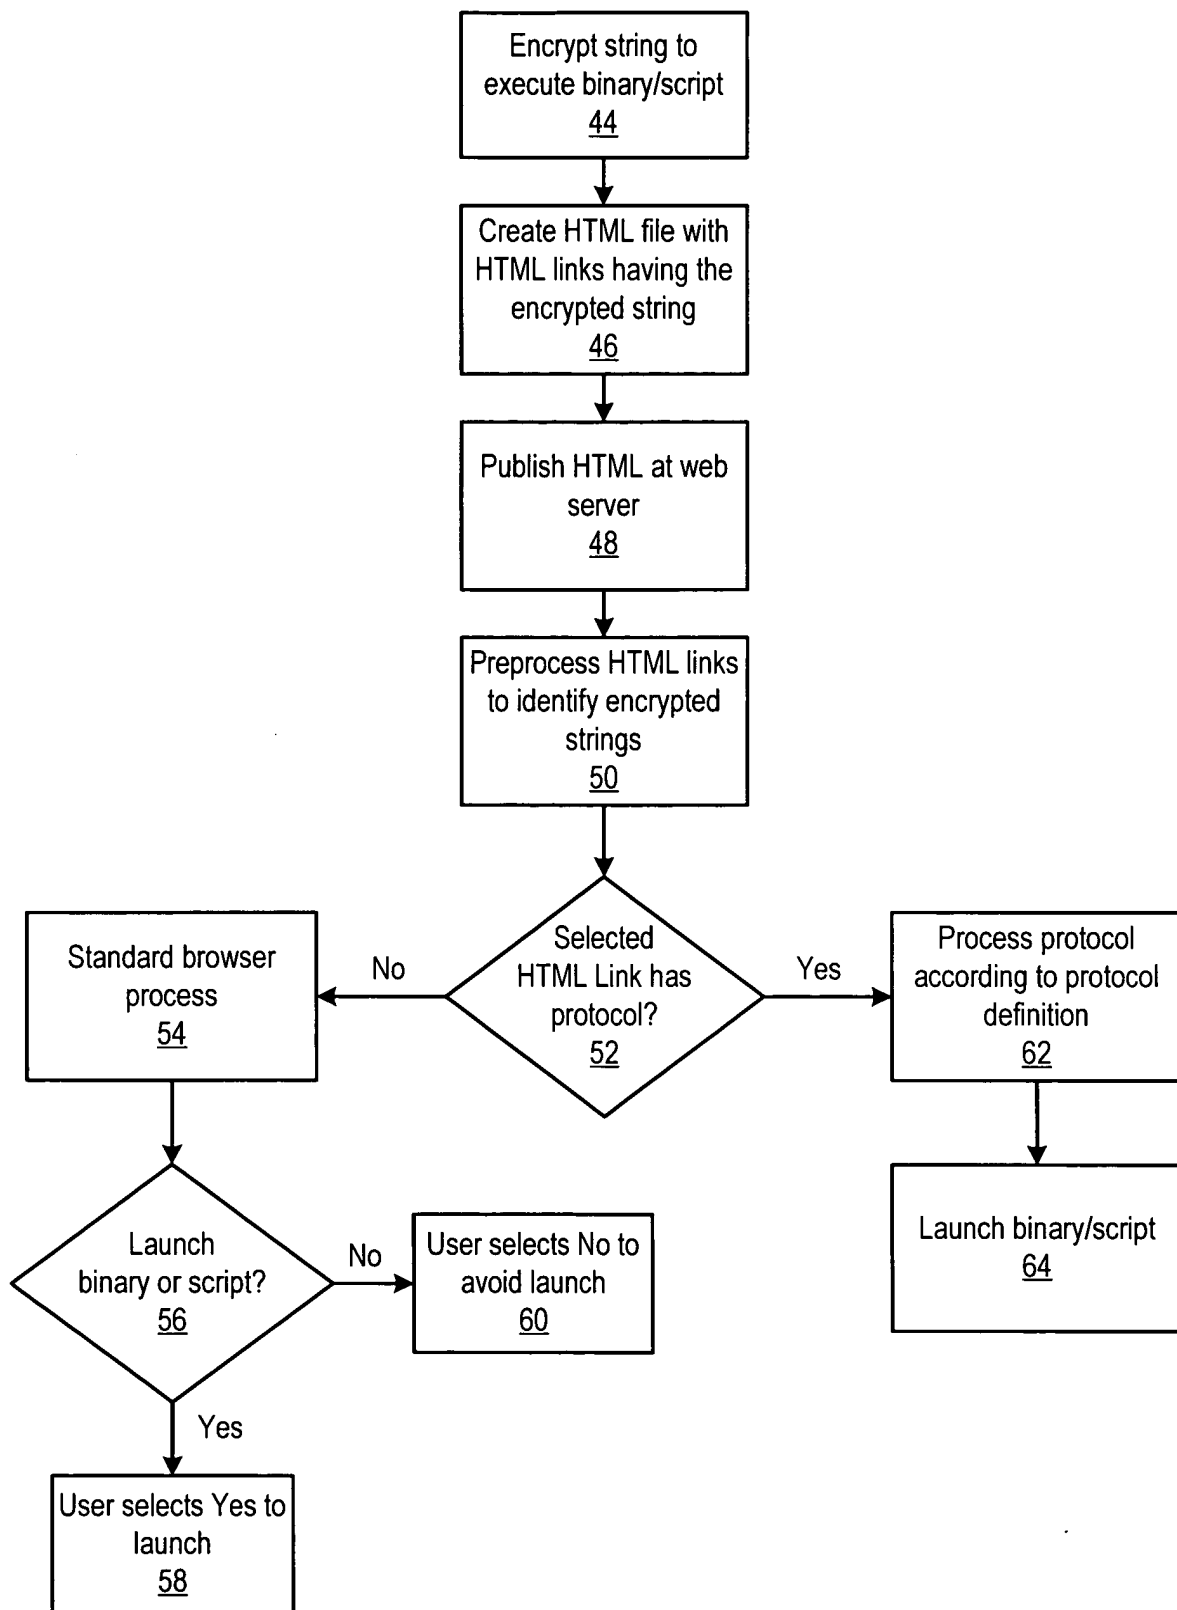 Encrypt string to
execute binary/script
44
Create HTML file with
HTML links having the
encrypted string
46
Publish HTML at web
server
48
Preprocess HTML links
to identify encrypted
strings
50
Selected
HTML Link has
protocol?
52
No
Yes
Standard browser
process
54
Process protocol
according to protocol
definition
62
Launch
binary or script?
56
No
User selects No to
avoid launch
60
Launch binary/script
64
Yes
User selects Yes to
launch
58